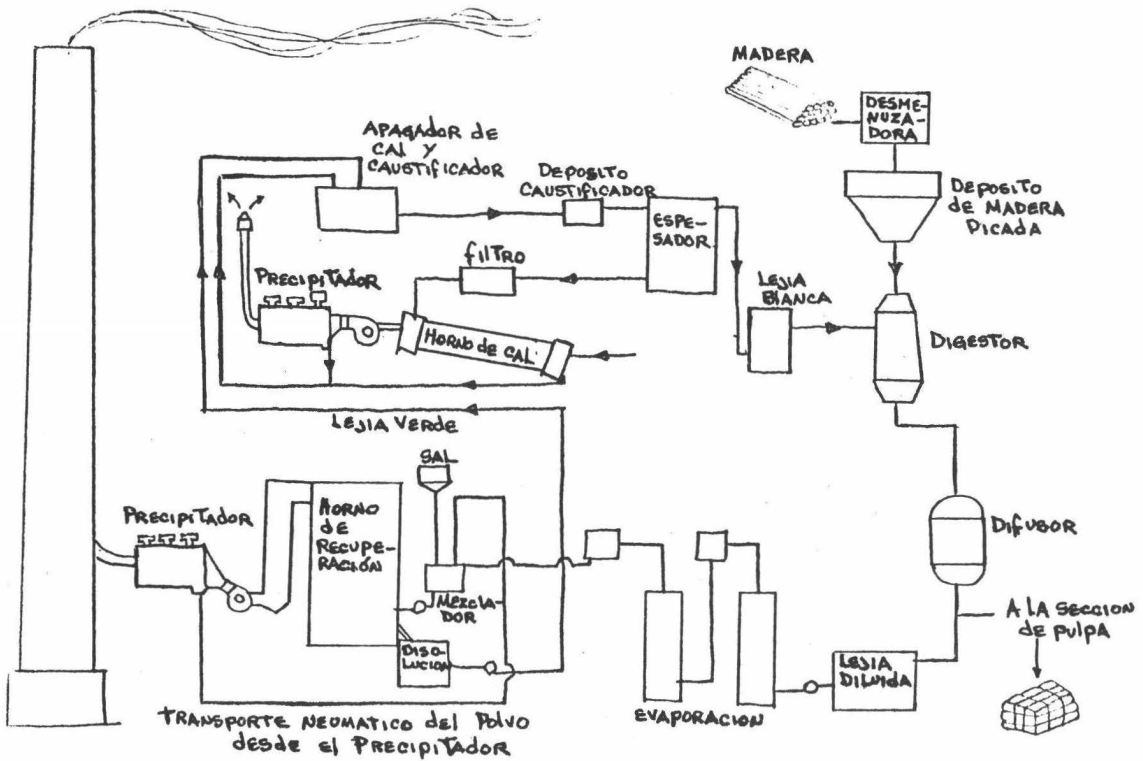 MADERA
DESME-
NUZA-
DORA
APAGADOR de
CAL Y
CAUSTIFICADOR
DEPOSITO
CAUSTIFICADOR
DEPOSITO
de MADERA
PICADA
ESPE-
SADOR
FILTRO
PRECIPITADOR
LEJIA
BLANCA
HORNO de CAL
DIGESTOR
LEJIA VERDE
SAL
HORNO
de
RECUPE-
RACIÓN
PRECIPITADOR
DIFUSOR
MEZCLA-
DOR
A LA SECCION
de PULPA
DISO-
LUCION
LEJIA
DILUIDA
EVAPORACION
TRANSPORTE NEUMATICO del POLVO
desde el PRECIPITADOR